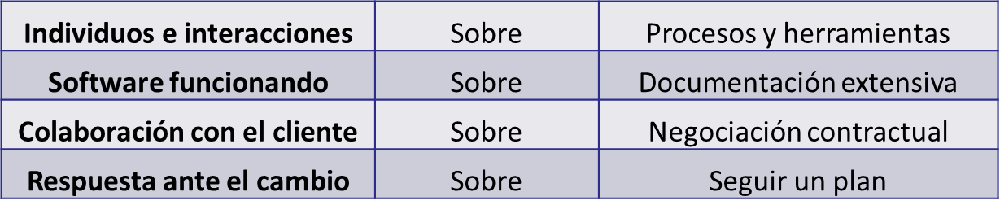 Individuos e interacciones Sobre Procesos y herramientas
Software funcionando Sobre Documentación extensiva
Colaboración con el cliente Sobre Negociación contractual
Respuesta ante el cambio Sobre Seguir un plan